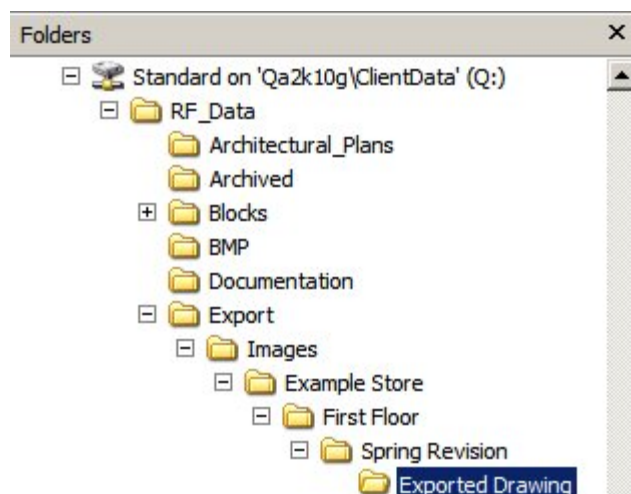 Folders
Standard on 'Qa2k10g\ClientData' (Q:)
RF_Data
Architectural_Plans
Archived
Blocks
BMP
Documentation
Export
Images
Example Store
First Floor
Spring Revision
Exported Drawing